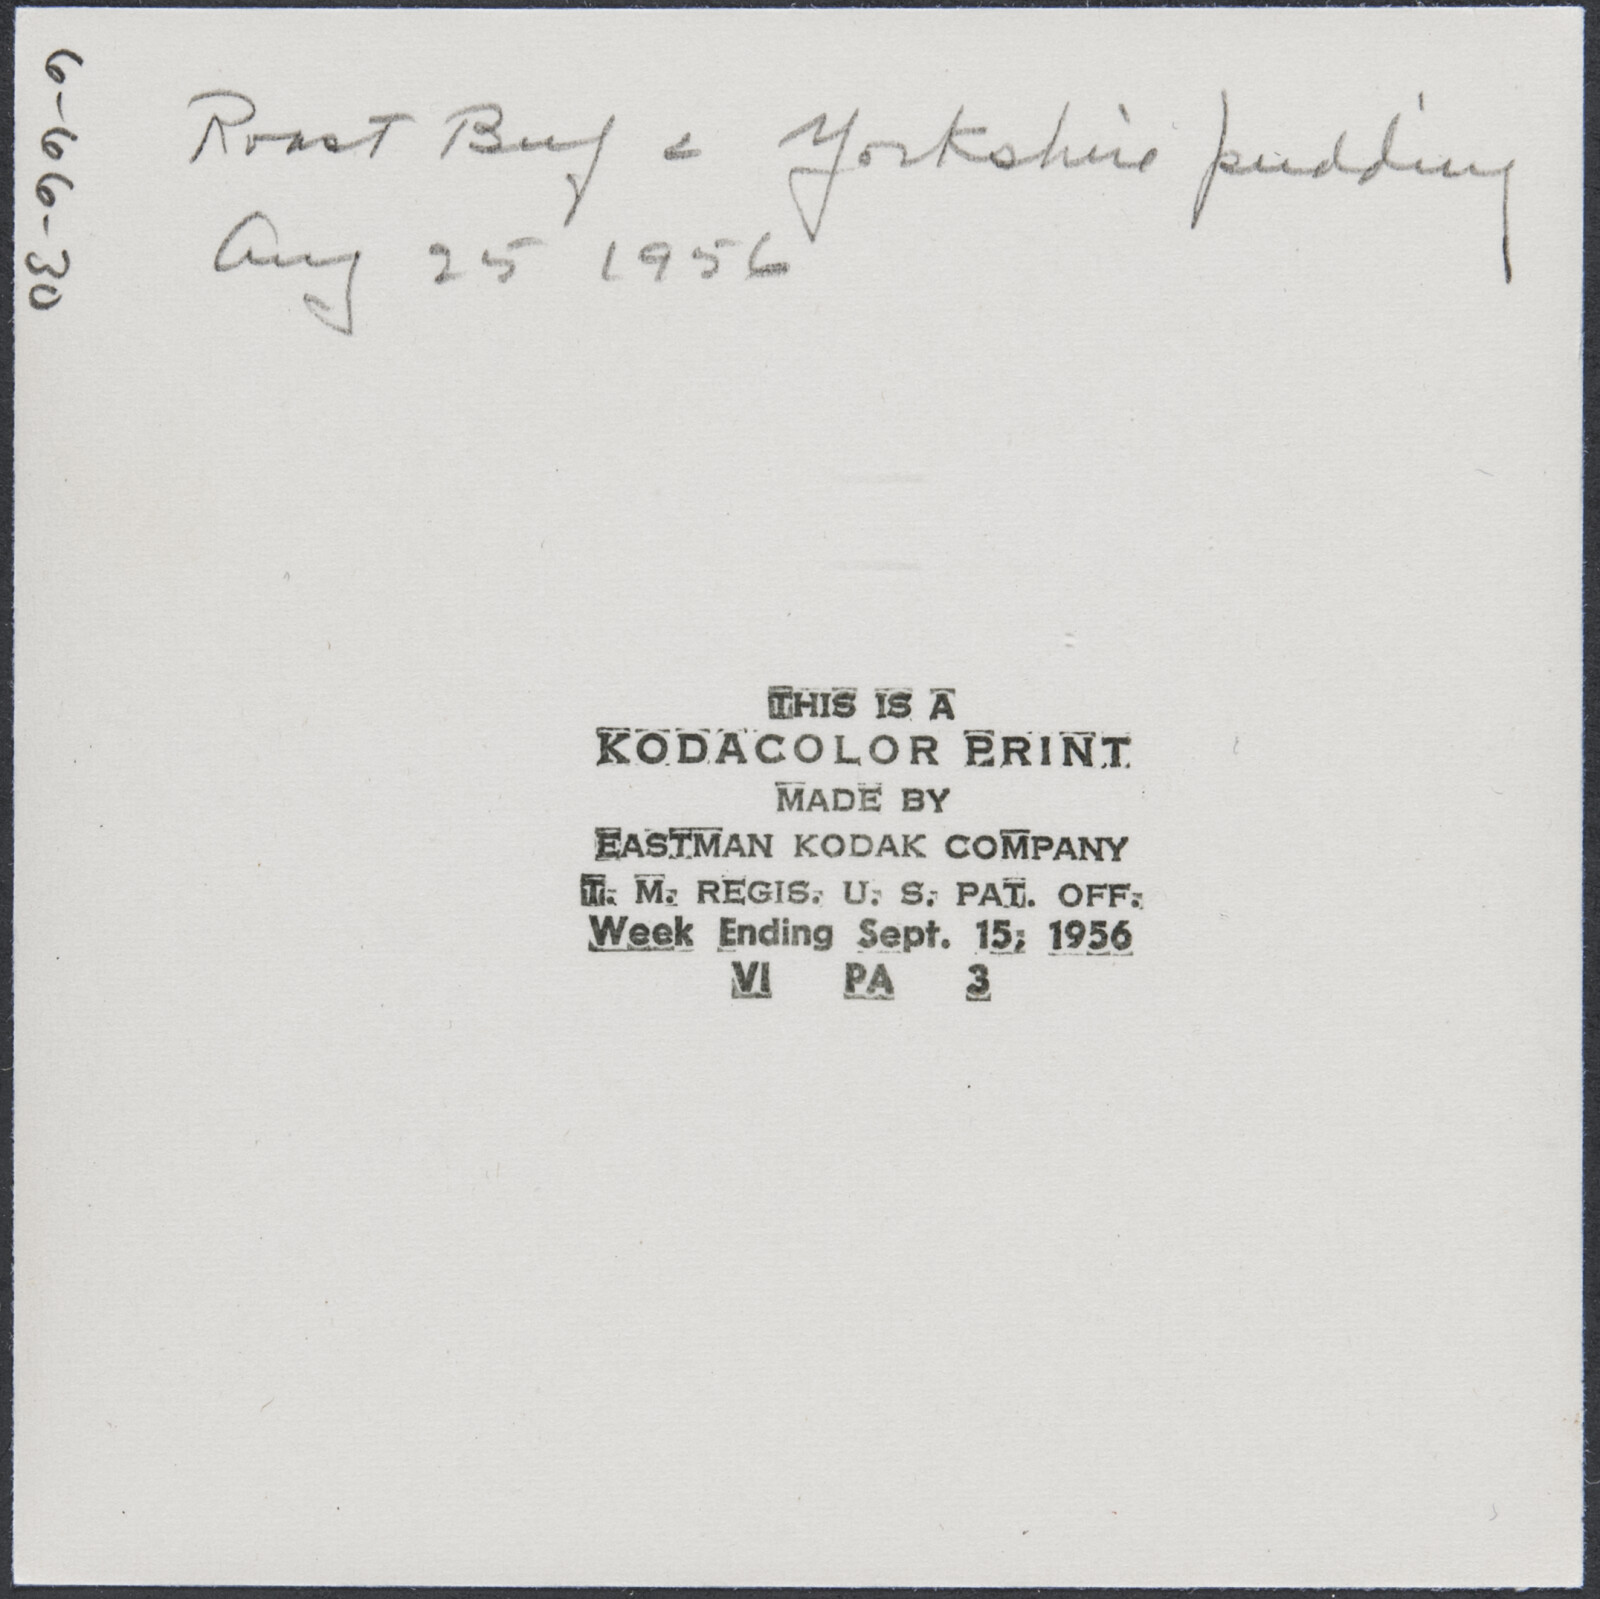 6-66-30
Roast Beef & Yorkshire pudding
Aug 25 1956
THIS IS A
KODACOLOR PRINT
MADE BY
EASTMAN KODAK COMPANY
T. M. REGIS. U. S. PAT. OFF.
Week Ending Sept. 15, 1956
VI PA 3